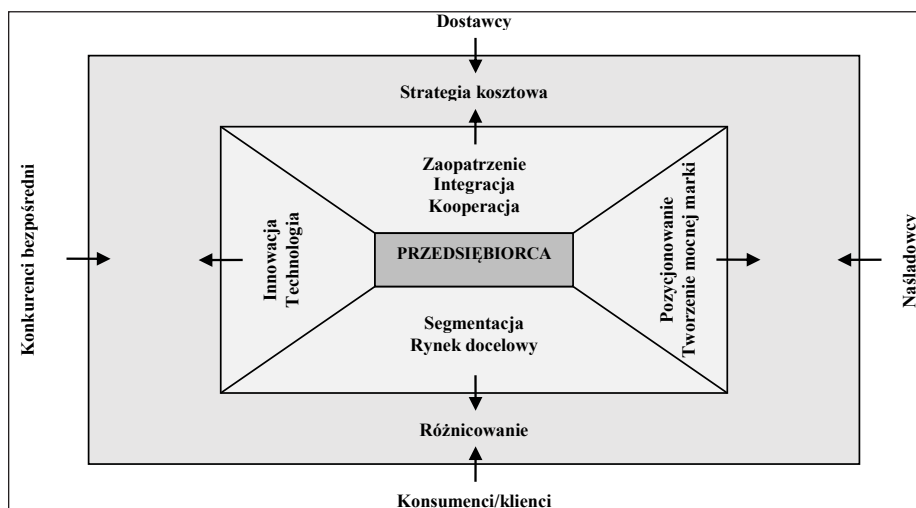 Dostawcy
Strategia kosztowa
Zaopatrzenie
Integracja
Kooperacja
Konkurenci bezpośredni
Innowacja
Technologia
PRZEDSIĘBIORCA
Pozycjonowanie
Tworzenie mocnej marki
Naśladowcy
Segmentacja
Rynek docelowy
Różnicowanie
Konsumenci/klienci